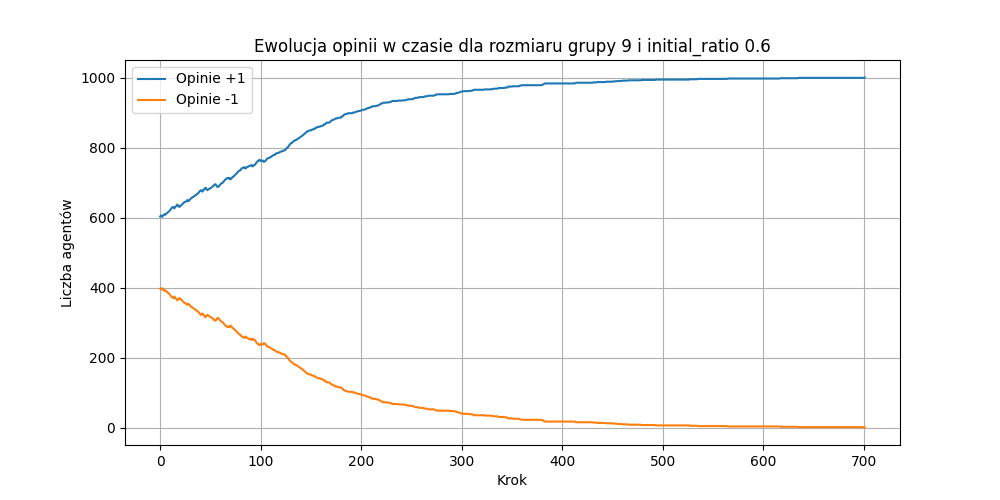 Ewolucja opinii w czasie dla rozmiaru grupy 9 i initial_ratio 0.6
Opinie +1
Opinie -1
Liczba agentów
1000
800
600
400
200
0
0 100 200 300 400 500 600 700
Krok